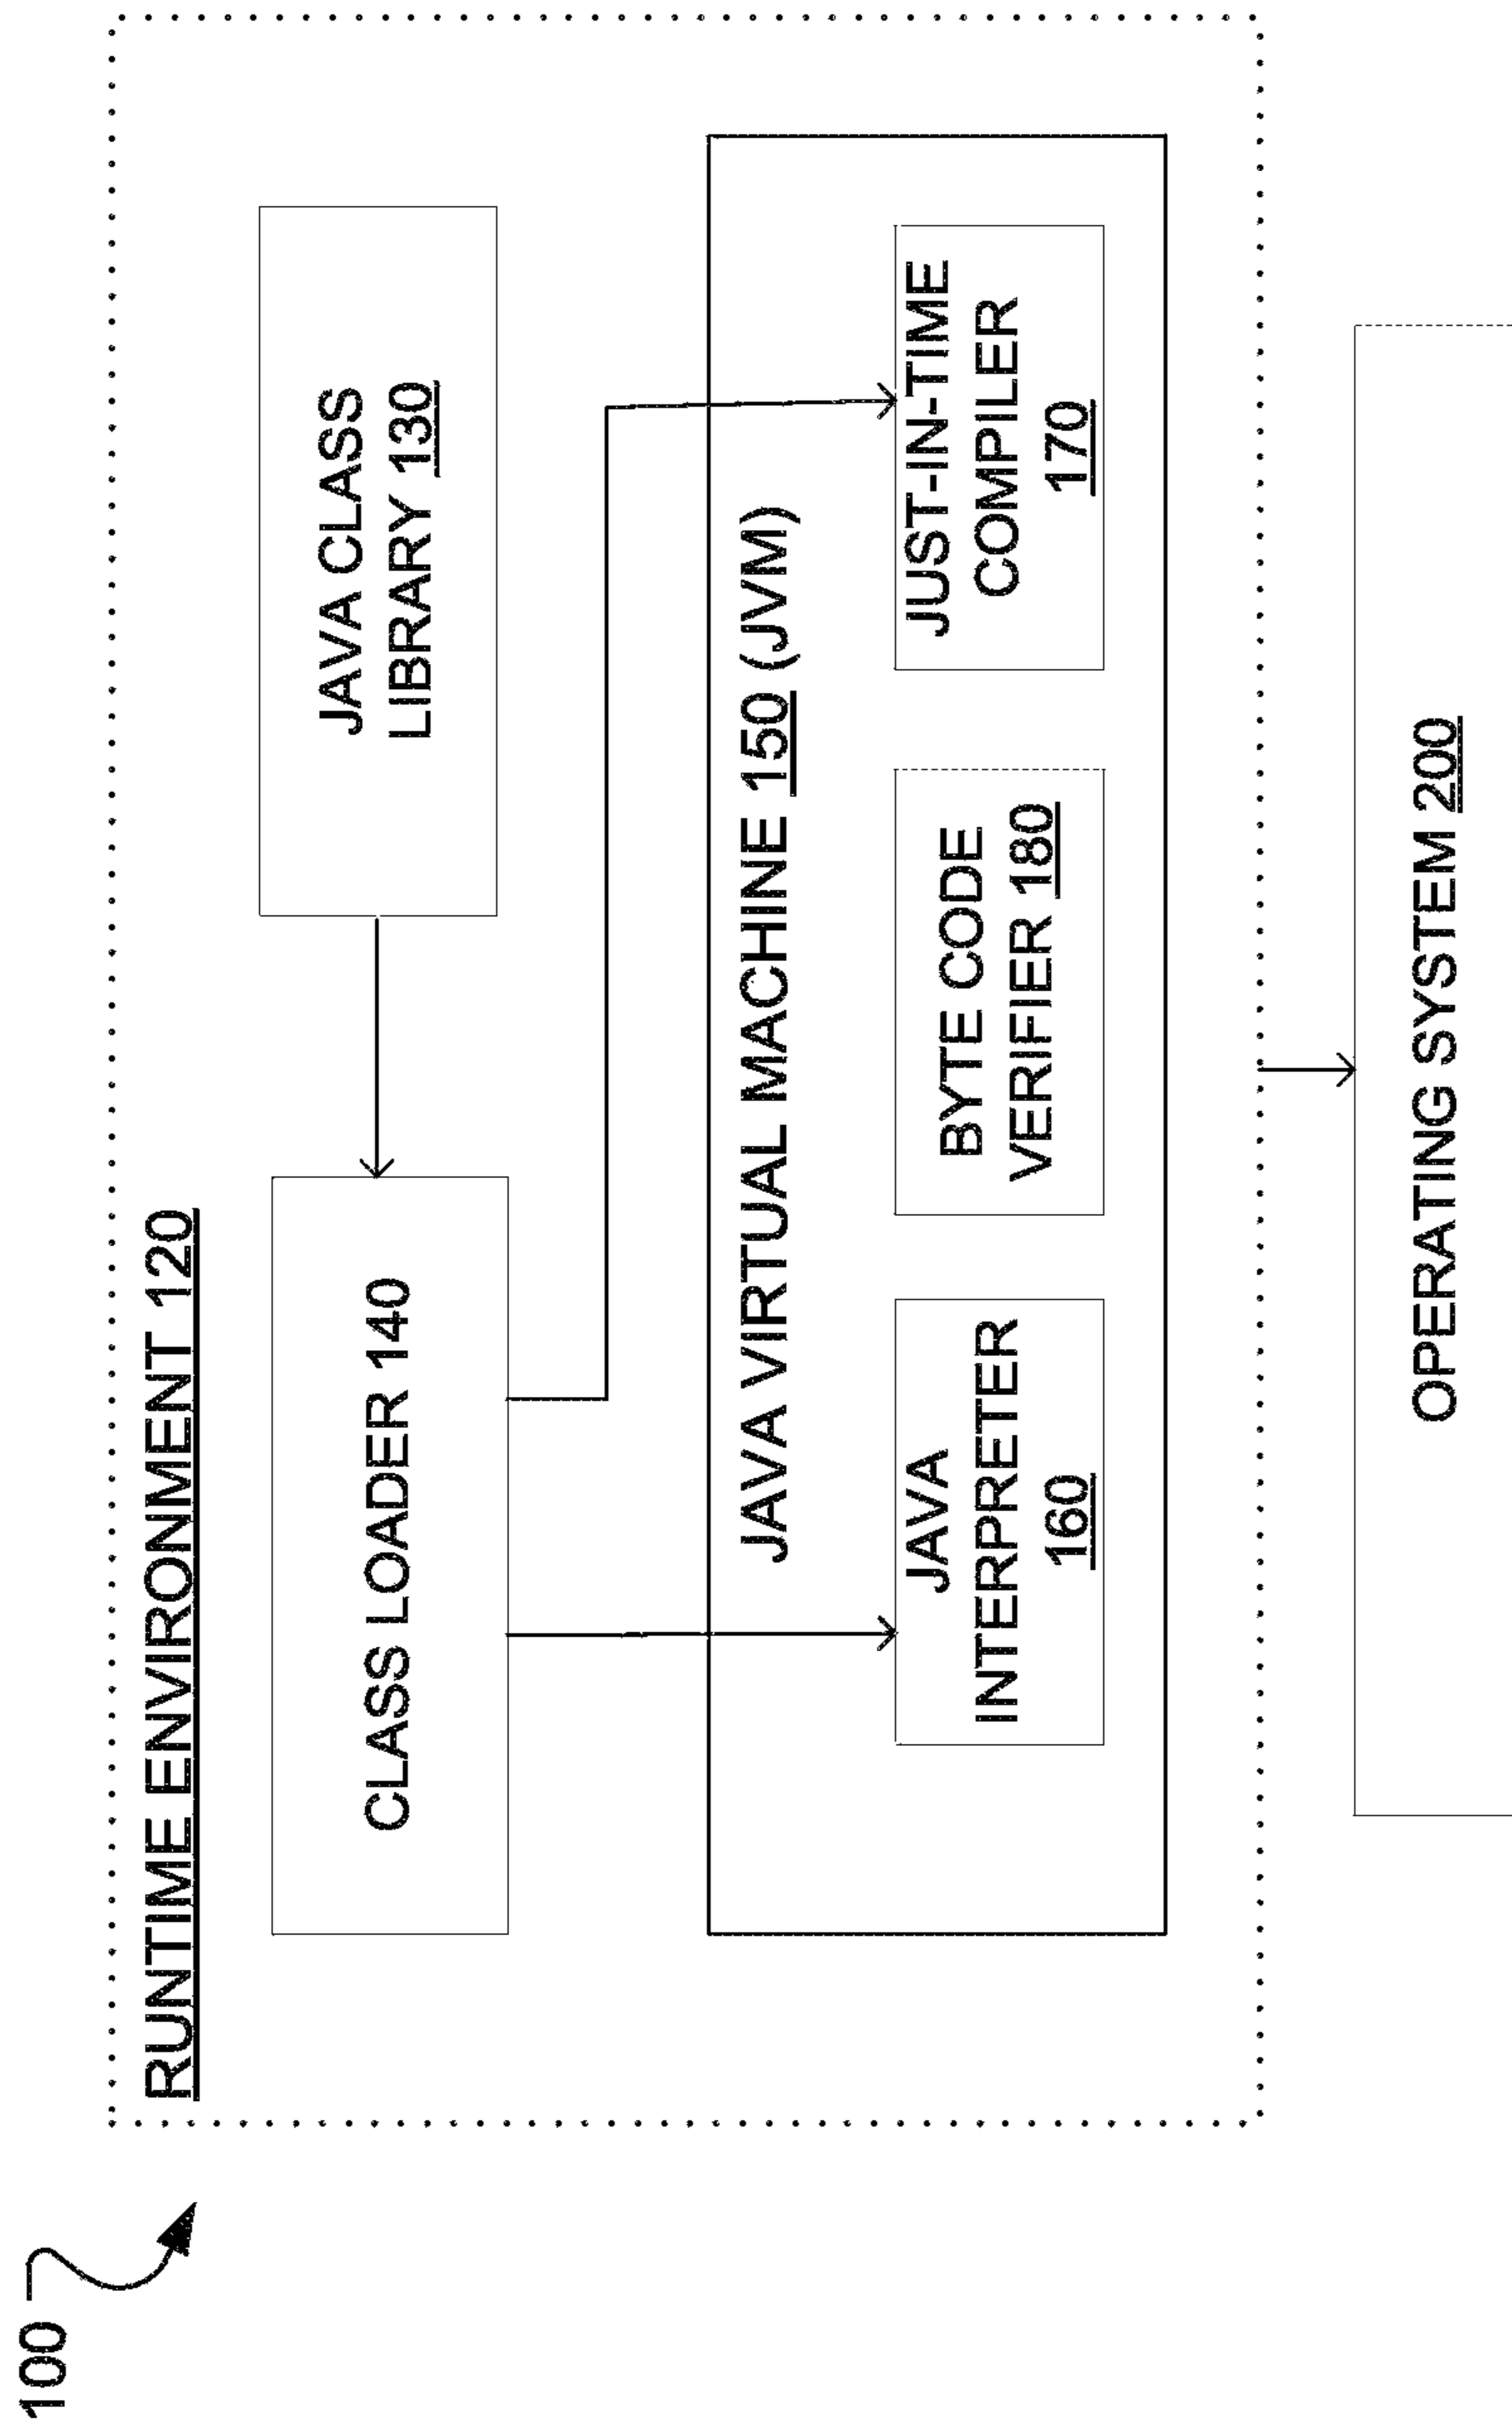 100
RUNTIME ENVIRONMENT 120
CLASS LOADER 140
JAVA CLASS
LIBRARY 130
JAVA VIRTUAL MACHINE 150 (JVM)
JAVA
INTERPRETER
160
BYTE CODE
VERIFIER 180
JUST-IN-TIME
COMPILER
170
OPERATING SYSTEM 200